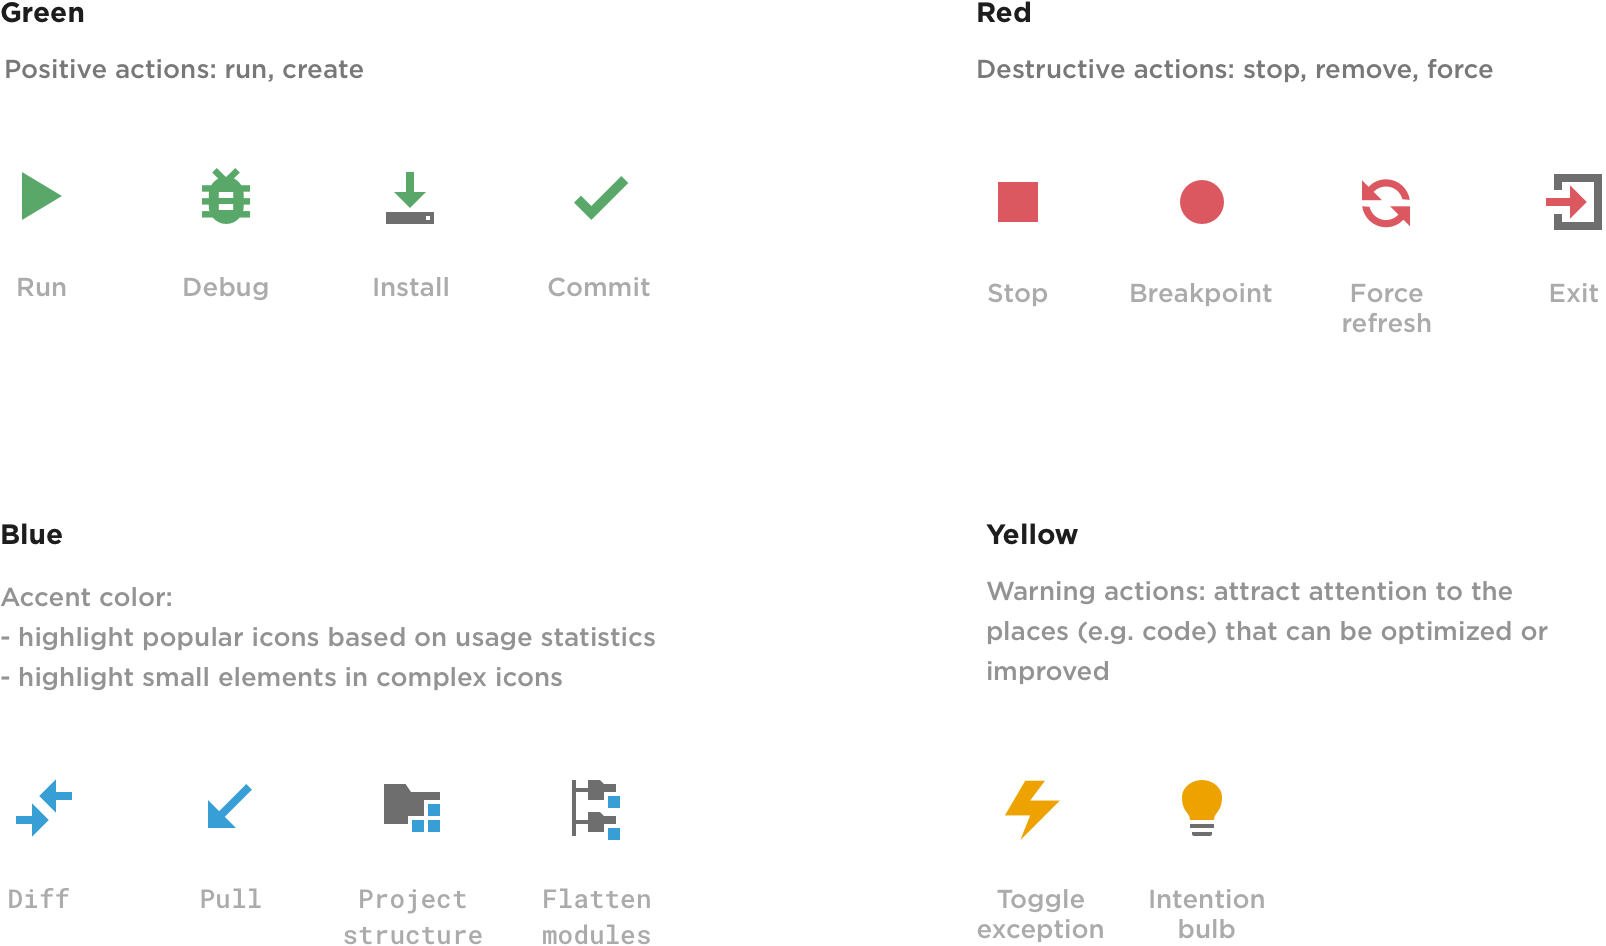 Green
Positive actions: run, create
Run
Debug
Install
Commit
Red
Destructive actions: stop, remove, force
Stop
Breakpoint
Force
refresh
Exit
Blue
Accent color:
- highlight popular icons based on usage statistics
- highlight small elements in complex icons
Diff
Pull
Project
structure
Flatten
modules
Yellow
Warning actions: attract attention to the
places (e.g. code) that can be optimized or
improved
Toggle
exception
Intention
bulb